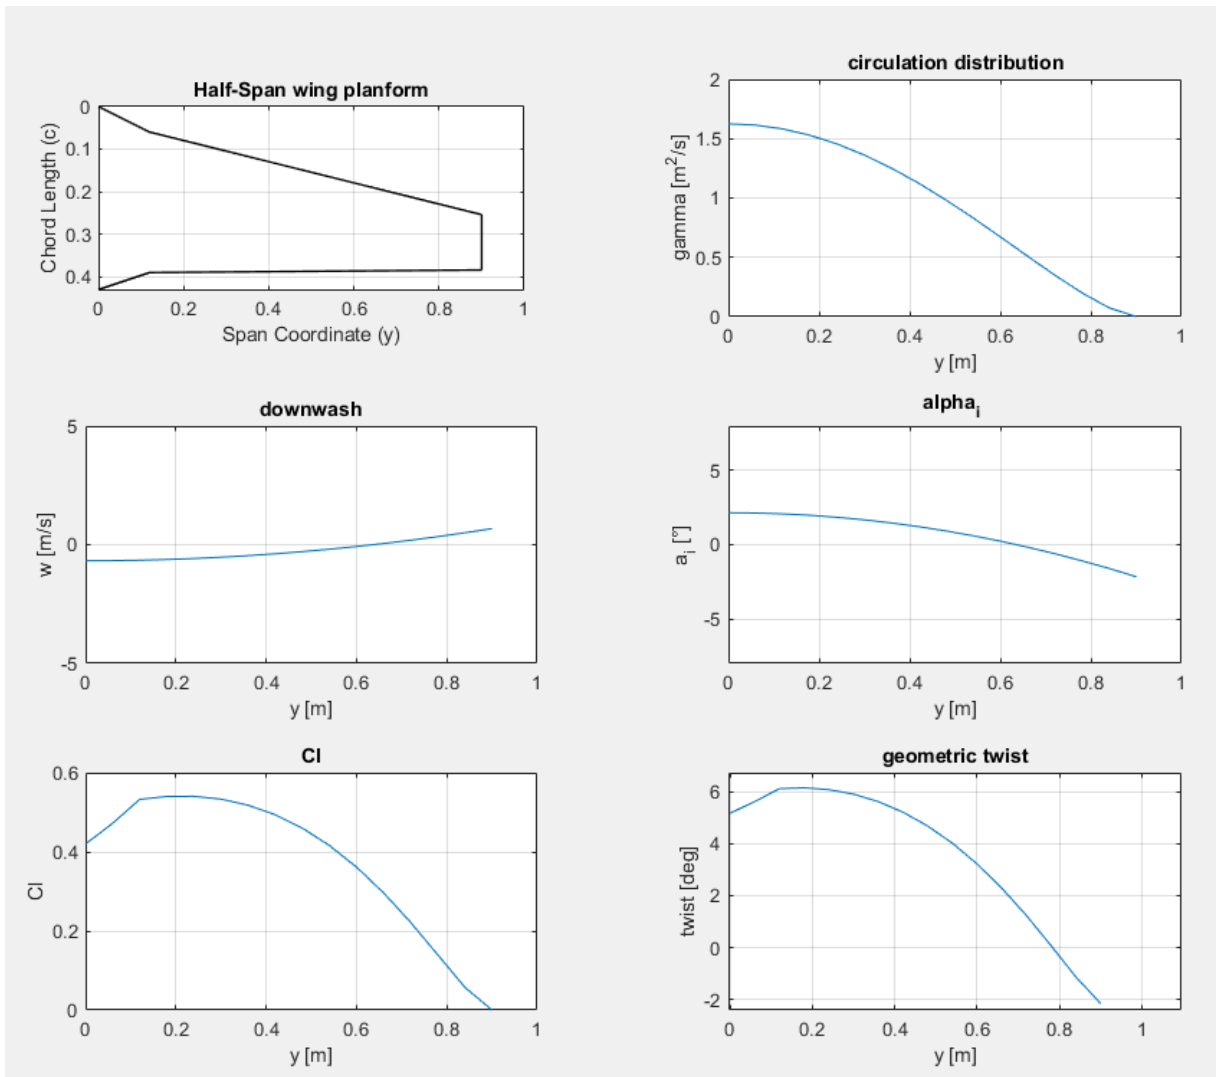 Half-Span wing planform
Chord Length (c)
0
0.1
0.2
0.3
0.4
0 0.2 0.4 0.6 0.8 1
Span Coordinate (y)
circulation distribution
gamma [m²/s]
2
1.5
1
0.5
0
0 0.2 0.4 0.6 0.8 1
y [m]
downwash
w [m/s]
5
0
-5
0 0.2 0.4 0.6 0.8 1
y [m]
alphaᵢ
aᵢ [°]
5
0
-5
0 0.2 0.4 0.6 0.8 1
y [m]
Cl
Cl
0.6
0.4
0.2
0
0 0.2 0.4 0.6 0.8 1
y [m]
geometric twist
twist [deg]
6
4
2
0
-2
0 0.2 0.4 0.6 0.8 1
y [m]